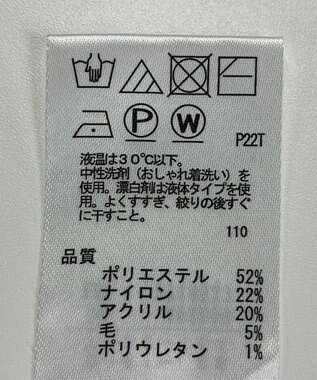 P W P22T
液温は30℃以下。
中性洗剤（おしゃれ着洗い）を
使用。漂白剤は液体タイプを使
用。よくすすぎ、絞りの後すぐ
に干すこと。
110
品質
ポリエステル 52%
ナイロン 22%
アクリル 20%
毛 5%
ポリウレタン 1%